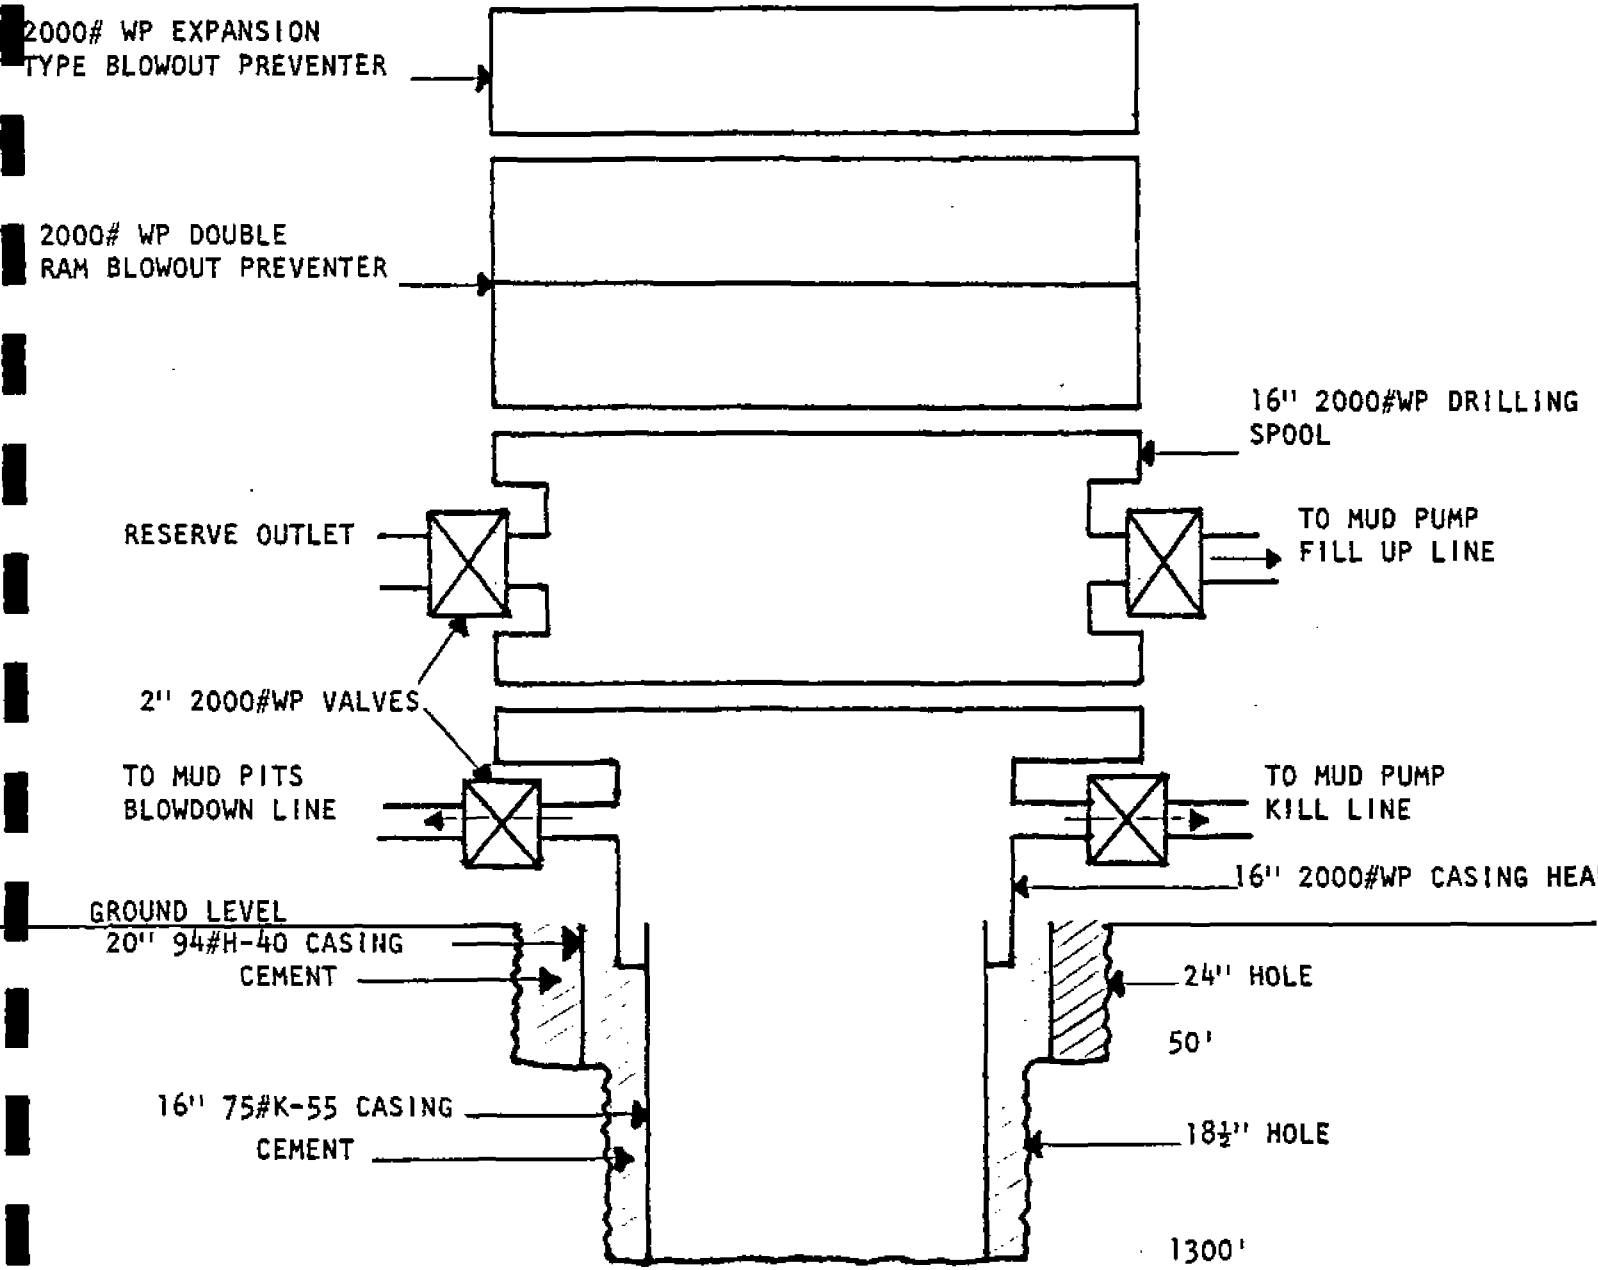 2000# WP EXPANSION
TYPE BLOWOUT PREVENTER
2000# WP DOUBLE
RAM BLOWOUT PREVENTER
16" 2000#WP DRILLING
SPOOL
RESERVE OUTLET
TO MUD PUMP
FILL UP LINE
2" 2000#WP VALVES
TO MUD PITS
BLOWDOWN LINE
TO MUD PUMP
KILL LINE
16" 2000#WP CASING HEA
GROUND LEVEL
20" 94#H-40 CASING
CEMENT
24" HOLE
50'
16" 75#K-55 CASING
CEMENT
18½" HOLE
1300'